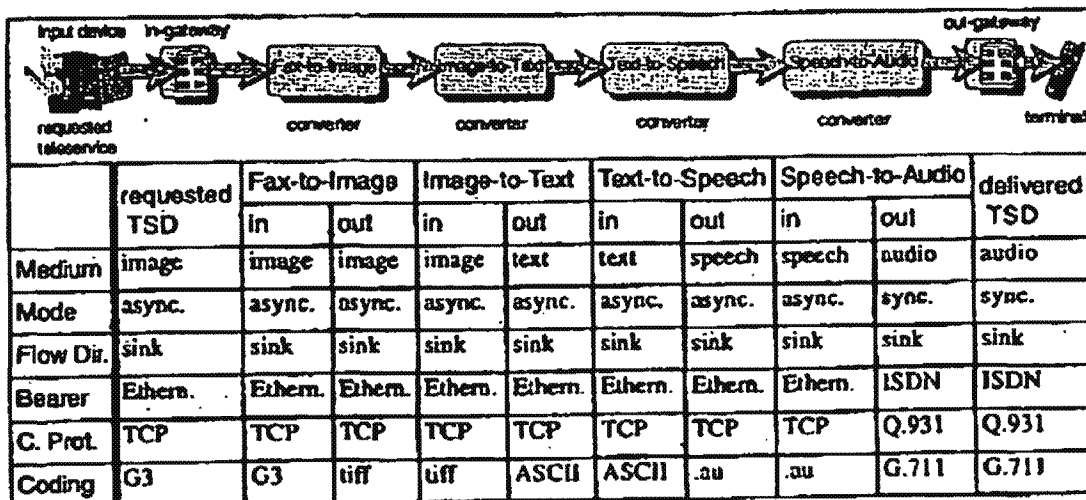 Input device in-gateway out-gateway
Fax-to-Image Image-to-Text Text-to-Speech Speech-to-Audio
requested teleservice converter converter converter converter terminal
requested TSD Fax-to-Image Image-to-Text Text-to-Speech Speech-to-Audio delivered TSD
in out in out in out in out
Medium image image image image text text speech speech audio audio
Mode async. async. async. async. async. async. async. async. sync. sync.
Flow Dir. sink sink sink sink sink sink sink sink sink sink
Bearer Ethern. Ethern. Ethern. Ethern. Ethern. Ethern. Ethern. Ethern. ISDN ISDN
C. Prot. TCP TCP TCP TCP TCP TCP TCP TCP Q.931 Q.931
Coding G3 G3 tiff tiff ASCII ASCII .au .au G.711 G.711